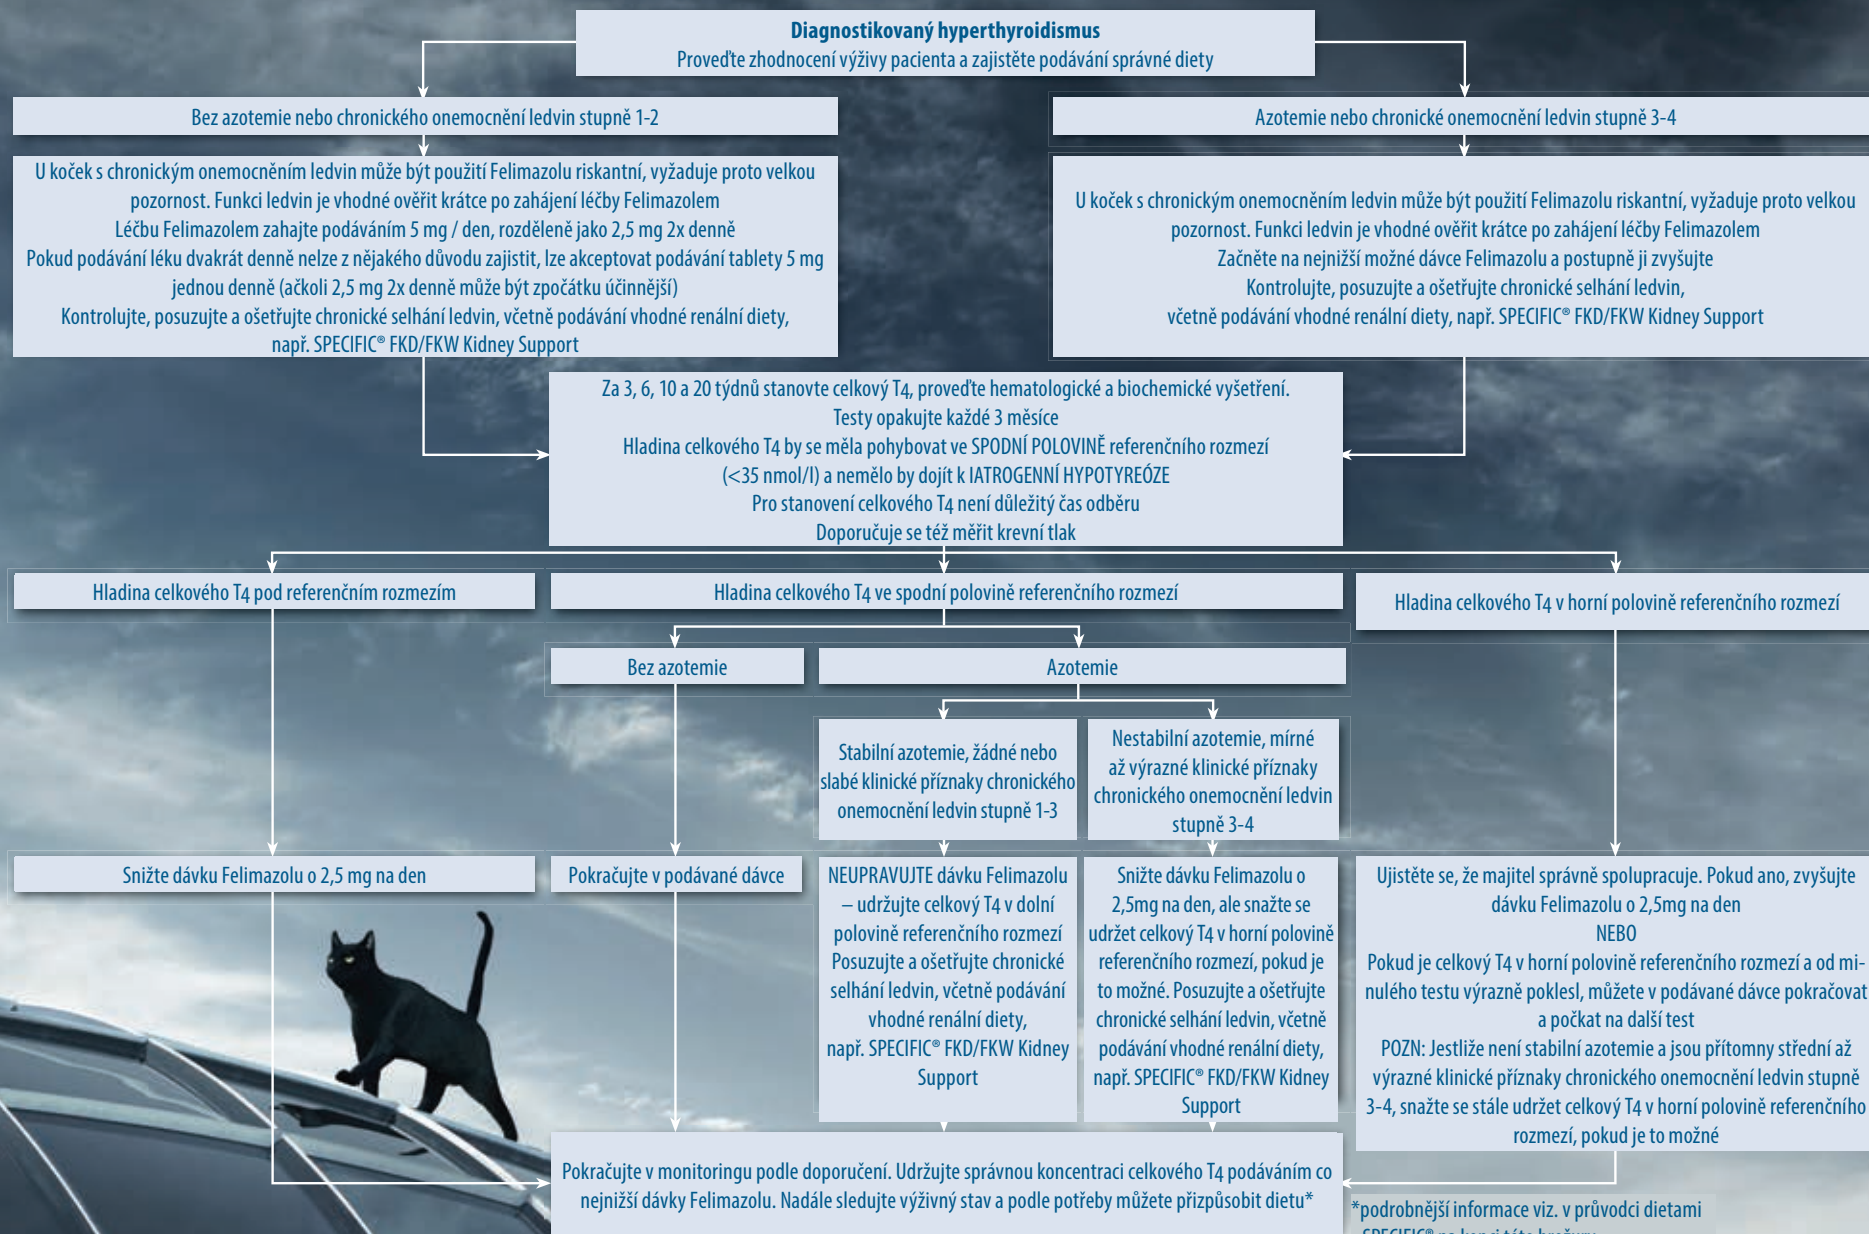 Diagnostikovaný hyperthyroidismus
Proveďte zhodnocení výživy pacienta a zajistěte podávání správné diety
Bez azotemie nebo chronického onemocnění ledvin stupně 1-2
Azotemie nebo chronické onemocnění ledvin stupně 3-4
U koček s chronickým onemocněním ledvin může být použití Felimazolu riskantní, vyžaduje proto velkou
pozornost. Funkci ledvin je vhodné ověřit krátce po zahájení léčby Felimazolem
Léčbu Felimazolem zahajte podáváním 5 mg / den, rozděleně jako 2,5 mg 2x denně
Pokud podávání léku dvakrát denně nelze z nějakého důvodu zajistit, lze akceptovat podávání tablety 5 mg
jednou denně (ačkoli 2,5 mg 2x denně může být zpočátku účinnější)
Kontrolujte, posuzujte a ošetřujte chronické selhání ledvin, včetně podávání vhodné renální diety,
např. SPECIFIC® FKD/FKW Kidney Support
U koček s chronickým onemocněním ledvin může být použití Felimazolu riskantní, vyžaduje proto velkou
pozornost. Funkci ledvin je vhodné ověřit krátce po zahájení léčby Felimazolem
Začněte na nejnižší možné dávce Felimazolu a postupně ji zvyšujte
Kontrolujte, posuzujte a ošetřujte chronické selhání ledvin,
včetně podávání vhodné renální diety, např. SPECIFIC® FKD/FKW Kidney Support
Za 3, 6, 10 a 20 týdnů stanovte celkový T4, proveďte hematologické a biochemické vyšetření.
Testy opakujte každé 3 měsíce
Hladina celkového T4 by se měla pohybovat ve SPODNÍ POLOVINĚ referenčního rozmezí
(<35 nmol/l) a nemělo by dojít k IATROGENNÍ HYPOTYREÓZE
Pro stanovení celkového T4 není důležitý čas odběru
Doporučuje se též měřit krevní tlak
Hladina celkového T4 pod referenčním rozmezím
Hladina celkového T4 ve spodní polovině referenčního rozmezí
Hladina celkového T4 v horní polovině referenčního rozmezí
Bez azotemie
Azotemie
Stabilní azotemie, žádné nebo
slabé klinické příznaky chronického
onemocnění ledvin stupně 1-3
Nestabilní azotemie, mírné
až výrazné klinické příznaky
chronického onemocnění ledvin
stupně 3-4
Snižte dávku Felimazolu o 2,5 mg na den
Pokračujte v podávané dávce
NEUPRAVUJTE dávku Felimazolu
– udržujte celkový T4 v dolní
polovině referenčního rozmezí
Posuzujte a ošetřujte chronické
selhání ledvin, včetně podávání
vhodné renální diety,
např. SPECIFIC® FKD/FKW Kidney
Support
Snižte dávku Felimazolu o
2,5mg na den, ale snažte se
udržet celkový T4 v horní polovině
referenčního rozmezí, pokud je
to možné. Posuzujte a ošetřujte
chronické selhání ledvin, včetně
podávání vhodné renální diety,
např. SPECIFIC® FKD/FKW Kidney
Support
Ujistěte se, že majitel správně spolupracuje. Pokud ano, zvyšujte
dávku Felimazolu o 2,5mg na den
NEBO
Pokud je celkový T4 v horní polovině referenčního rozmezí a od mi-
nulého testu výrazně poklesl, můžete v podávané dávce pokračovat
a počkat na další test
POZN: Jestliže není stabilní azotemie a jsou přítomny střední až
výrazné klinické příznaky chronického onemocnění ledvin stupně
3-4, snažte se stále udržet celkový T4 v horní polovině referenčního
rozmezí, pokud je to možné
Pokračujte v monitoringu podle doporučení. Udržujte správnou koncentraci celkového T4 podáváním co
nejnižší dávky Felimazolu. Nadále sledujte výživný stav a podle potřeby můžete přizpůsobit dietu*
*podrobnější informace viz. v průvodci dietami
SPECIFIC® na konci této brožury